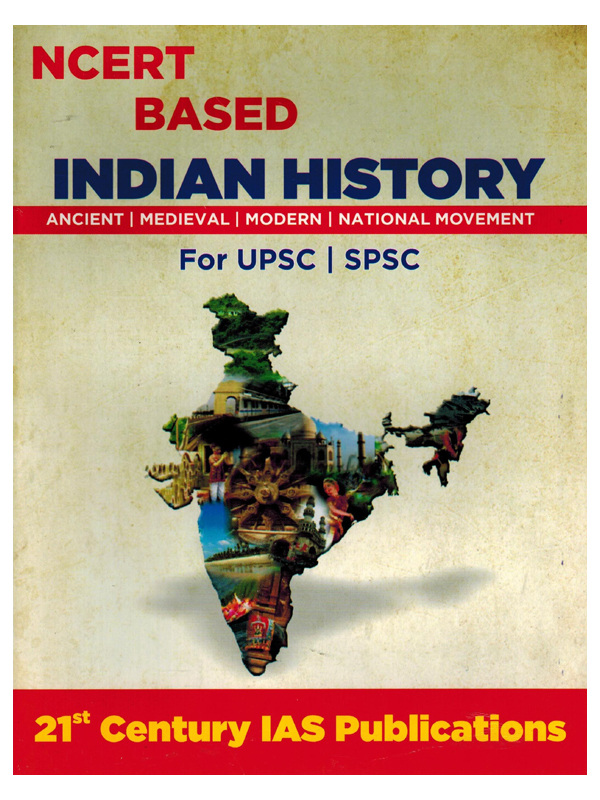 NCERT
BASED
INDIAN HISTORY
ANCIENT | MEDIEVAL | MODERN | NATIONAL MOVEMENT
For UPSC | SPSC
21st Century IAS Publications